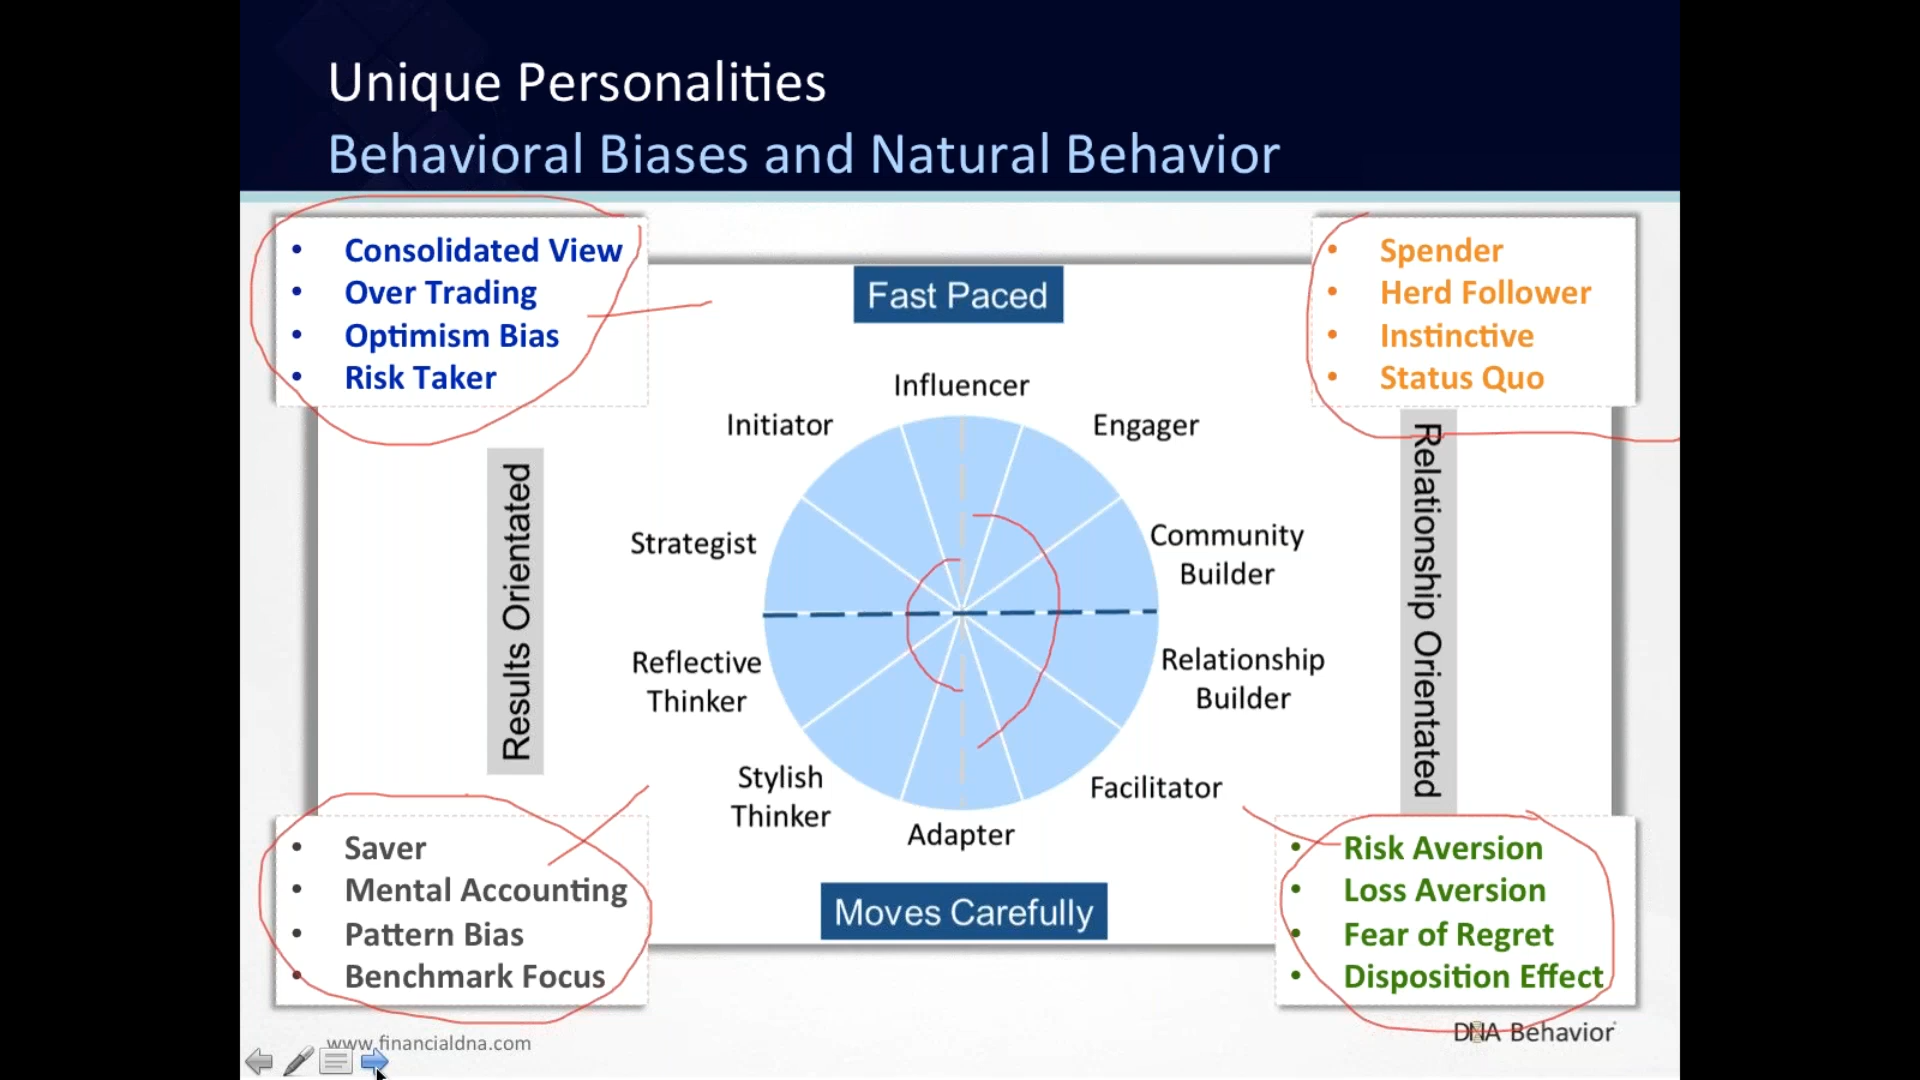 Unique Personalities
Behavioral Biases and Natural Behavior
• Consolidated View
• Over Trading
• Optimism Bias
• Risk Taker
• Spender
• Herd Follower
• Instinctive
• Status Quo
Fast Paced
Influencer
Initiator
Engager
Strategist
Community
Builder
Results Orientated
Relationship Orientated
Reflective
Thinker
Relationship
Builder
Stylish
Thinker
Facilitator
Adapter
Moves Carefully
• Saver
• Mental Accounting
• Pattern Bias
• Benchmark Focus
• Risk Aversion
• Loss Aversion
• Fear of Regret
• Disposition Effect
www.financialdna.com
DNA Behavior